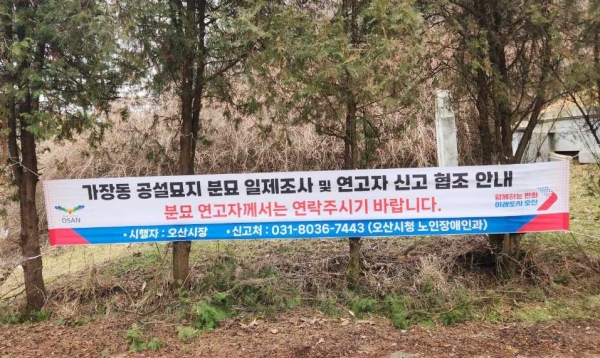 가장동 공설묘지 분묘 일제조사 및 연고자 신고 협조 안내
분묘 연고자께서는 연락주시기 바랍니다.
OSAN
함께하는 변화
미래도시 오산
• 시행자 : 오산시장 • 신고처 : 031-8036-7443 (오산시청 노인장애인과)